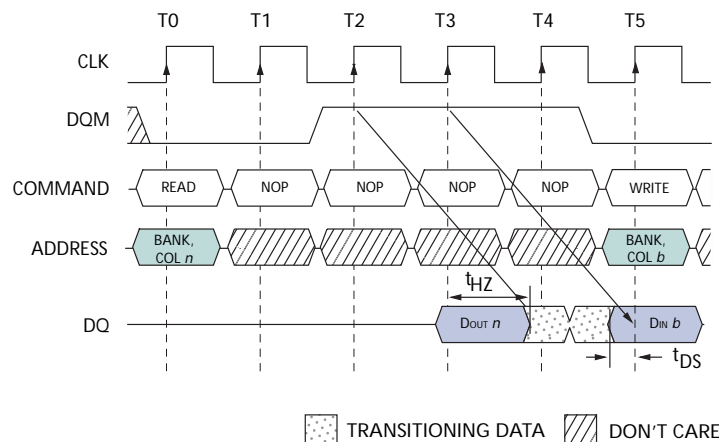 T0 T1 T2 T3 T4 T5
CLK
DQM
COMMAND READ NOP NOP NOP NOP WRITE
ADDRESS BANK, COL n BANK, COL b
tHZ
DQ DOUT n DIN b
tDS
TRANSITIONING DATA DON'T CARE